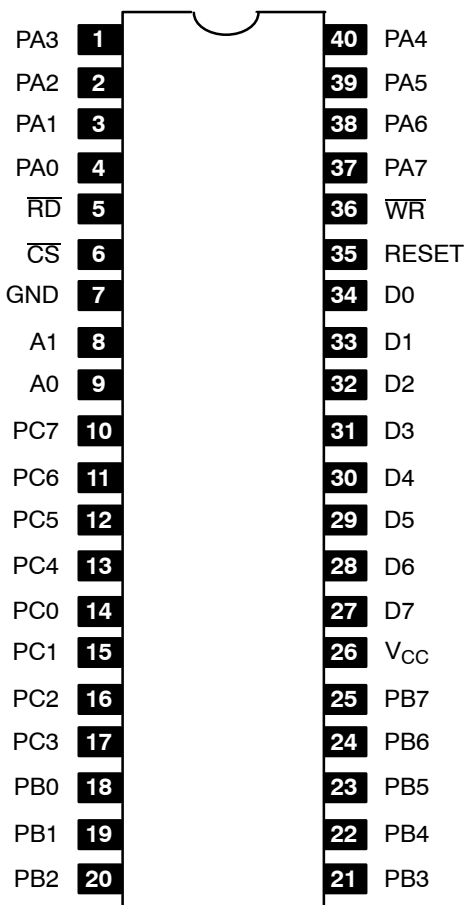 PA3 1 40 PA4
PA2 2 39 PA5
PA1 3 38 PA6
PA0 4 37 PA7
R̅D̅ 5 36 W̅R̅
C̅S̅ 6 35 RESET
GND 7 34 D0
A1 8 33 D1
A0 9 32 D2
PC7 10 31 D3
PC6 11 30 D4
PC5 12 29 D5
PC4 13 28 D6
PC0 14 27 D7
PC1 15 26 V_CC
PC2 16 25 PB7
PC3 17 24 PB6
PB0 18 23 PB5
PB1 19 22 PB4
PB2 20 21 PB3